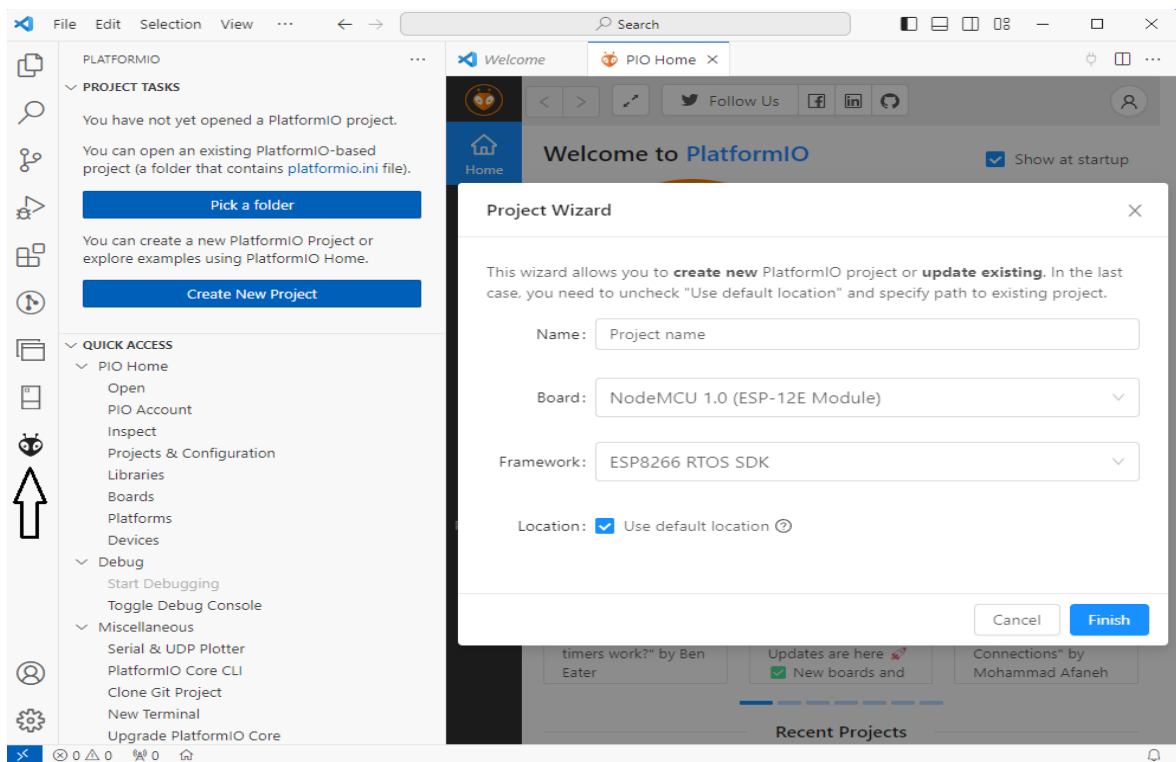 File Edit Selection View ··· Search
PLATFORMIO ···
PROJECT TASKS
You have not yet opened a PlatformIO project.
You can open an existing PlatformIO-based
project (a folder that contains platformio.ini file).
Pick a folder
You can create a new PlatformIO Project or
explore examples using PlatformIO Home.
Create New Project
QUICK ACCESS
PIO Home
Open
PIO Account
Inspect
Projects & Configuration
Libraries
Boards
Platforms
Devices
Debug
Start Debugging
Toggle Debug Console
Miscellaneous
Serial & UDP Plotter
PlatformIO Core CLI
Clone Git Project
New Terminal
Upgrade PlatformIO Core
Welcome PIO Home
Follow Us
Home
Welcome to PlatformIO
Show at startup
Project Wizard
This wizard allows you to create new PlatformIO project or update existing. In the last
case, you need to uncheck "Use default location" and specify path to existing project.
Name: Project name
Board: NodeMCU 1.0 (ESP-12E Module)
Framework: ESP8266 RTOS SDK
Location: Use default location
Cancel Finish
timers work?" by Ben
Eater
Updates are here 🚀
✅ New boards and
Connections" by
Mohammad Afaneh
Recent Projects
0 0 0